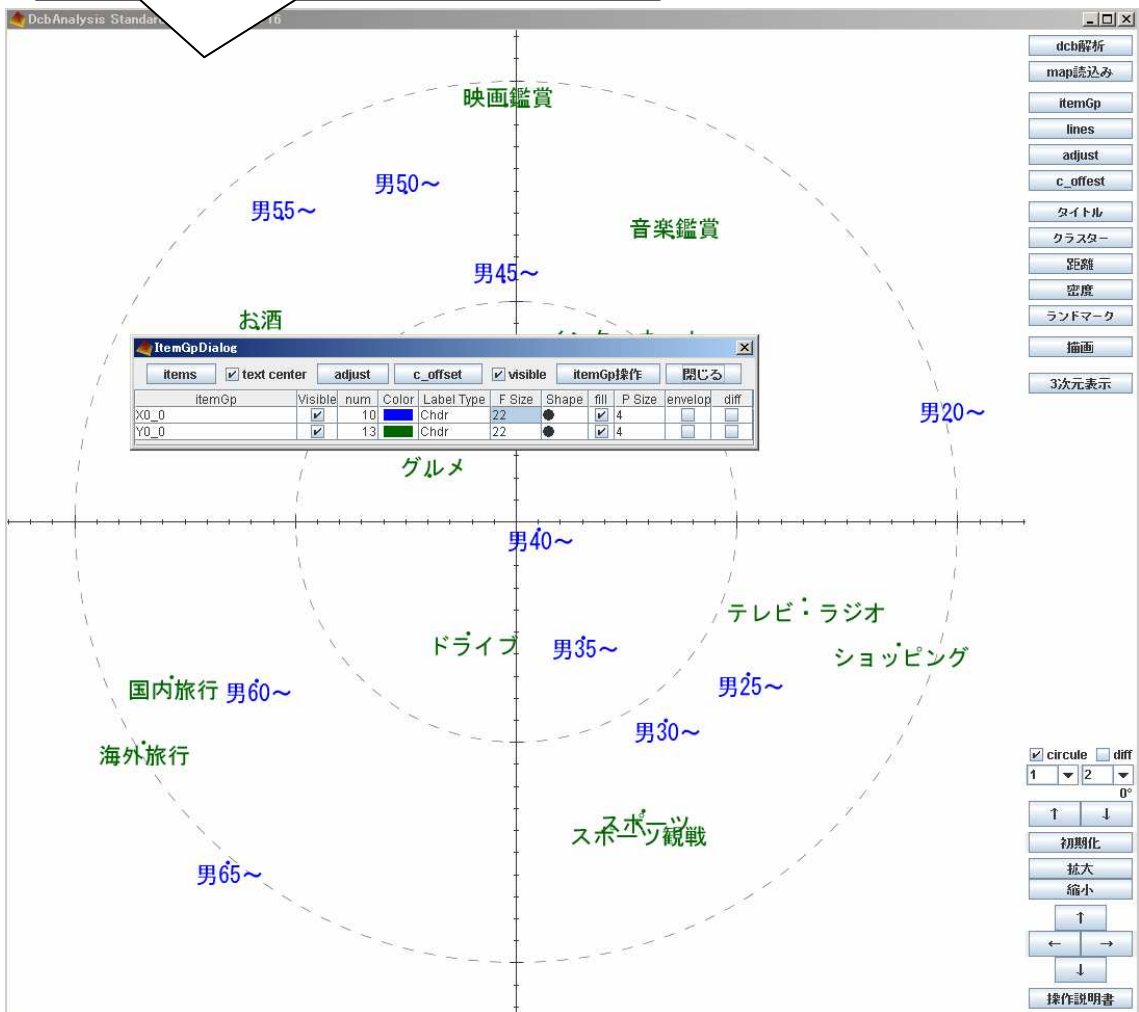 DcbAnalysis Standar
16
dcb解析
map読込み
itemGp
lines
adjust
c_offest
タイトル
クラスター
距離
密度
ランドマーク
描画
3次元表示
映画鑑賞
男50～
男55～
音楽鑑賞
男45～
お酒
ItemGpDialog
items text center adjust c_offset visible itemGp操作 閉じる
itemGp Visible num Color Label Type F Size Shape fill P Size envelop diff
X0_0 10 Chdr 22 4
Y0_0 13 Chdr 22 4
男20～
グルメ
男40～
テレビ・ラジオ
ドライブ 男35～
ショッピング
国内旅行 男60～
男25～
男30～
海外旅行
スポーツ
スポーツ観戦
男65～
circule diff
1 2
0°
↑ ↓
初期化
拡大
縮小
↑
← →
↓
操作説明書